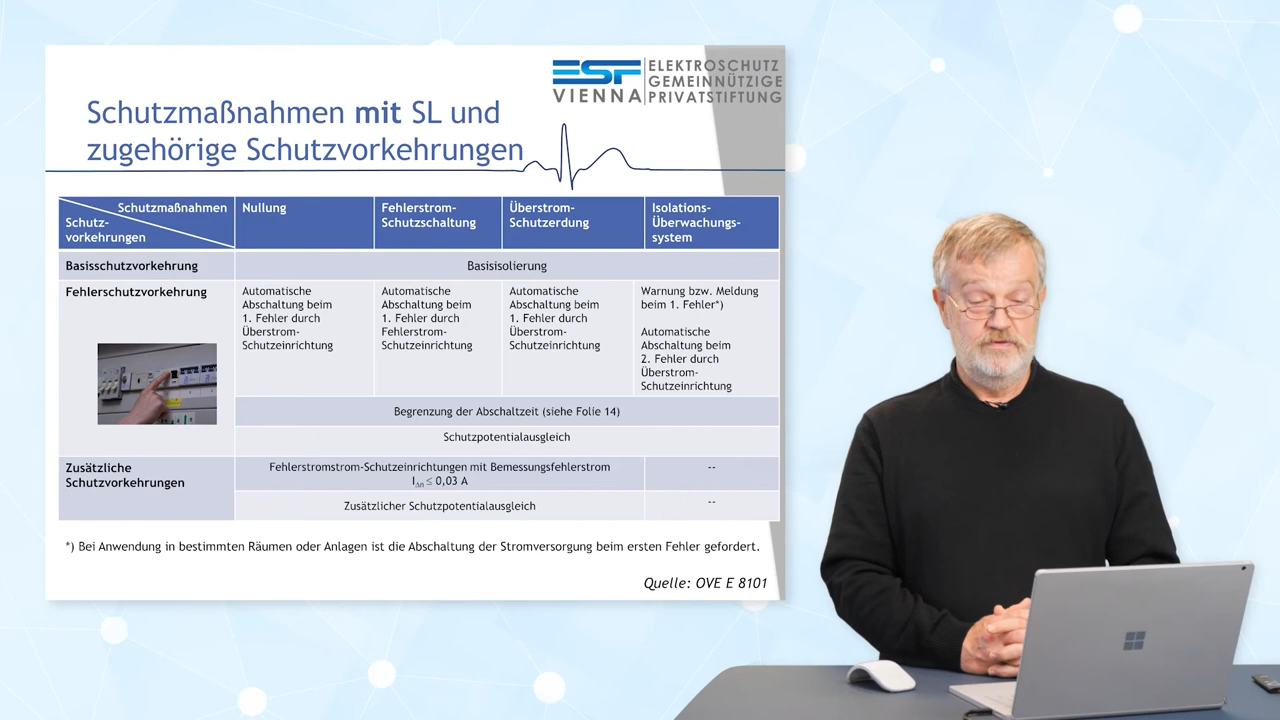 ESF
VIENNA
ELEKTROSCHUTZ
GEMEINNÜTZIGE
PRIVATSTIFTUNG
Schutzmaßnahmen mit SL und
zugehörige Schutzvorkehrungen
Schutzmaßnahmen
Schutz-
vorkehrungen
Nullung
Fehlerstrom-
Schutzschaltung
Überstrom-
Schutzerdung
Isolations-
Überwachungs-
system
Basisschutzvorkehrung
Basisisolierung
Fehlerschutzvorkehrung
Automatische
Abschaltung beim
1. Fehler durch
Überstrom-
Schutzeinrichtung
Automatische
Abschaltung beim
1. Fehler durch
Fehlerstrom-
Schutzeinrichtung
Automatische
Abschaltung beim
1. Fehler durch
Überstrom-
Schutzeinrichtung
Warnung bzw. Meldung
beim 1. Fehler*)
Automatische
Abschaltung beim
2. Fehler durch
Überstrom-
Schutzeinrichtung
Begrenzung der Abschaltzeit (siehe Folie 14)
Schutzpotentialausgleich
Zusätzliche
Schutzvorkehrungen
Fehlerstromstrom-Schutzeinrichtungen mit Bemessungsfehlerstrom
IΔn ≤ 0,03 A
--
Zusätzlicher Schutzpotentialausgleich
--
*) Bei Anwendung in bestimmten Räumen oder Anlagen ist die Abschaltung der Stromversorgung beim ersten Fehler gefordert.
Quelle: OVE E 8101